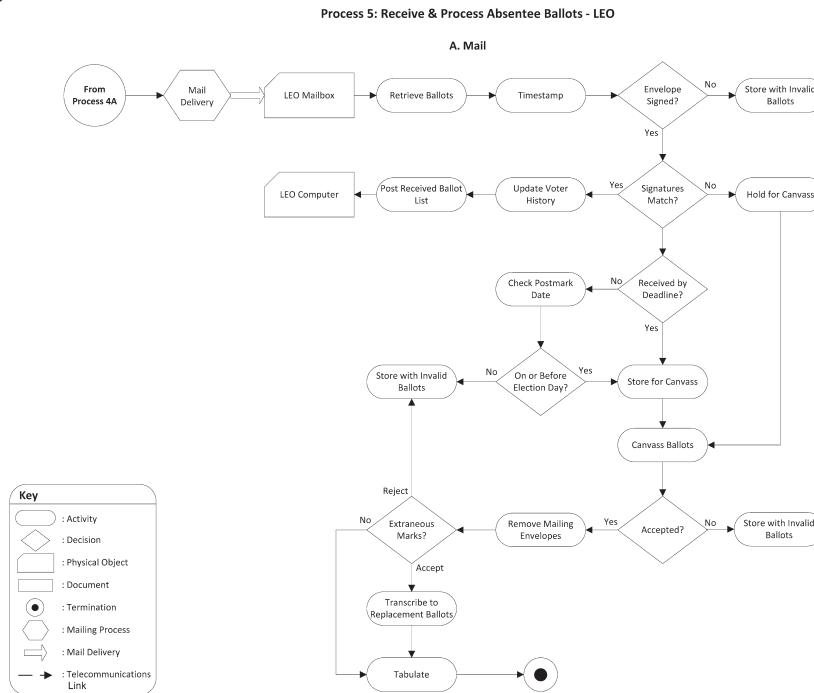 Process 5: Receive & Process Absentee Ballots - LEO
A. Mail
From
Process 4A
Mail
Delivery
LEO Mailbox
Retrieve Ballots
Timestamp
Envelope
Signed?
No
Store with Invalid
Ballots
Yes
LEO Computer
Post Received Ballot
List
Update Voter
History
Yes
Signatures
Match?
No
Hold for Canvass
Check Postmark
Date
No
Received by
Deadline?
Yes
Store with Invalid
Ballots
No
On or Before
Election Day?
Yes
Store for Canvass
Canvass Ballots
Reject
No
Extraneous
Marks?
Remove Mailing
Envelopes
Yes
Accepted?
No
Store with Invalid
Ballots
Accept
Transcribe to
Replacement Ballots
Tabulate
Key
: Activity
: Decision
: Physical Object
: Document
: Termination
: Mailing Process
: Mail Delivery
: Telecommunications
Link